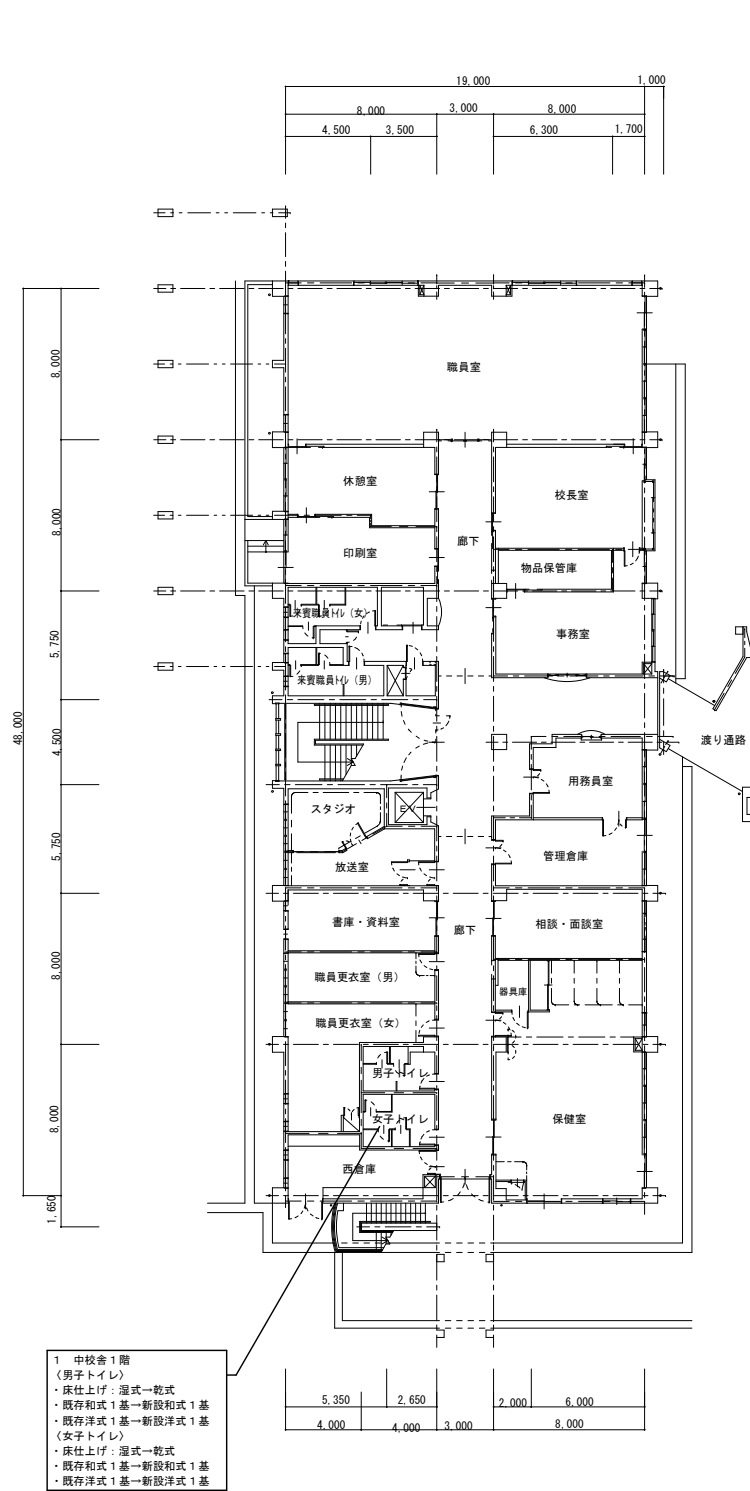 19,000
1,000
8,000
3,000
8,000
4,500
3,500
6,300
1,700
職員室
8,000
休憩室
校長室
8,000
廊下
印刷室
物品保管庫
来賓職員トイレ（女）
事務室
5,750
来賓職員トイレ（男）
48,000
4,500
渡り通路
用務員室
スタジオ
EV
5,750
管理倉庫
放送室
書庫・資料室
廊下
相談・面談室
8,000
職員更衣室（男）
器具庫
職員更衣室（女）
男子トイレ
8,000
女子トイレ
保健室
西倉庫
1,650
1　中校舎１階
〈男子トイレ〉
・床仕上げ：湿式→乾式
・既存和式１基→新設和式１基
・既存洋式１基→新設洋式１基
〈女子トイレ〉
・床仕上げ：湿式→乾式
・既存和式１基→新設和式１基
・既存洋式１基→新設洋式１基
5,350
2,650
2,000
6,000
4,000
4,000
3,000
8,000